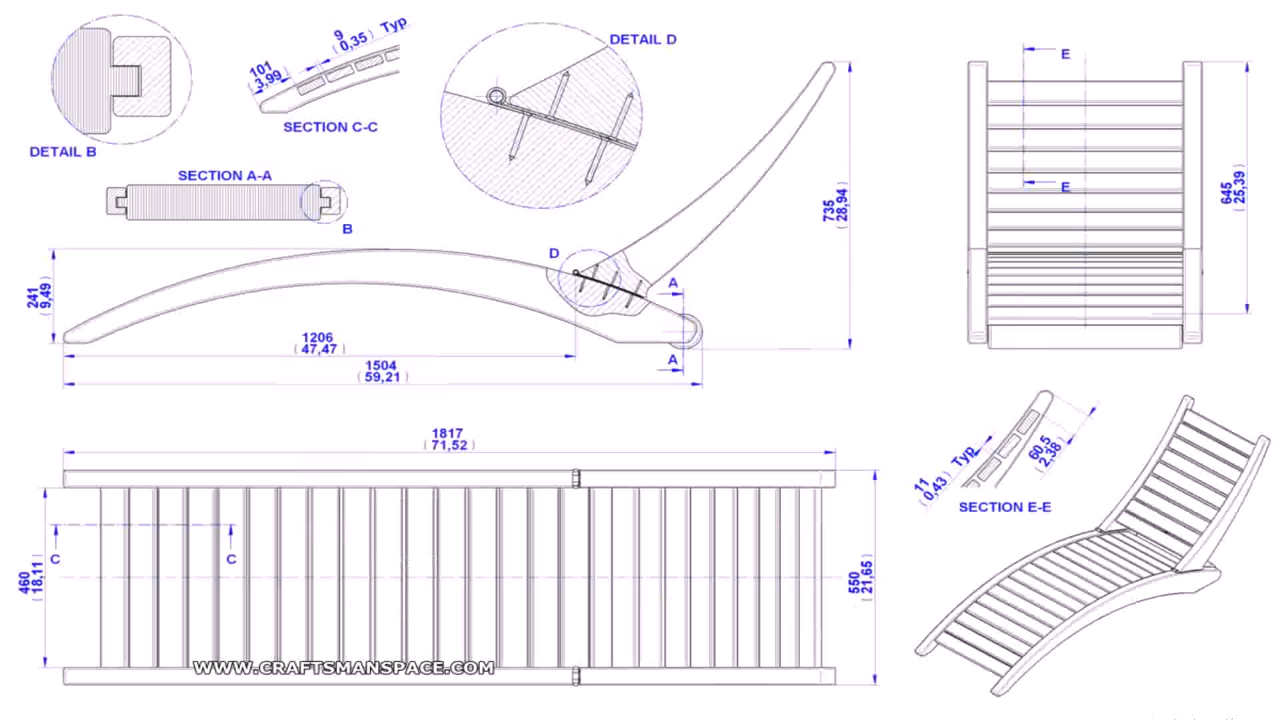 DETAIL B
101
( 3,99 )
9
( 0,35 )
Typ
SECTION C-C
DETAIL D
SECTION A-A
B
D
A
A
241
( 9,49 )
1206
( 47,47 )
1504
( 59,21 )
735
( 28,94 )
E
E
645
( 25,39 )
1817
( 71,52 )
C
C
460
( 18,11 )
550
( 21,65 )
WWW.CRAFTSMANSPACE.COM
11
( 0,43 )
Typ
60,5
( 2,38 )
SECTION E-E